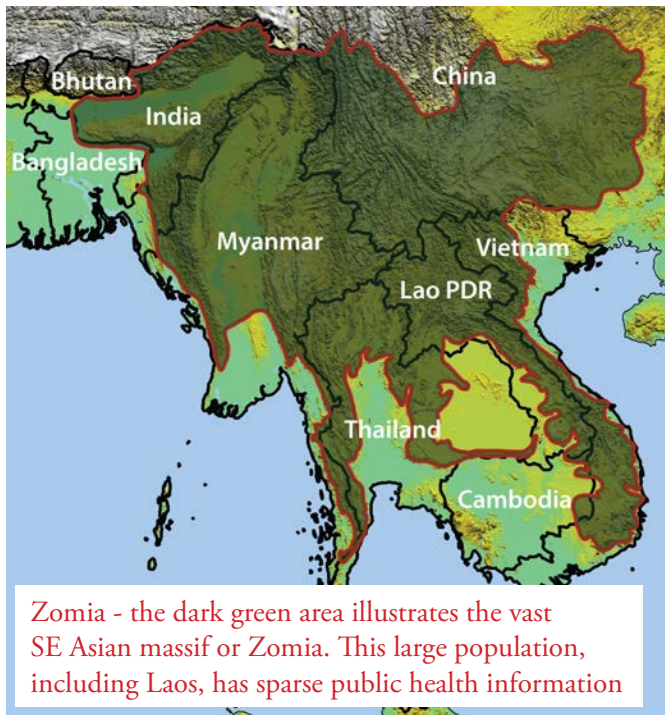 China
Bhutan
India
Bangladesh
Myanmar
Vietnam
Lao PDR
Thailand
Cambodia
Zomia - the dark green area illustrates the vast
SE Asian massif or Zomia. This large population,
including Laos, has sparse public health information